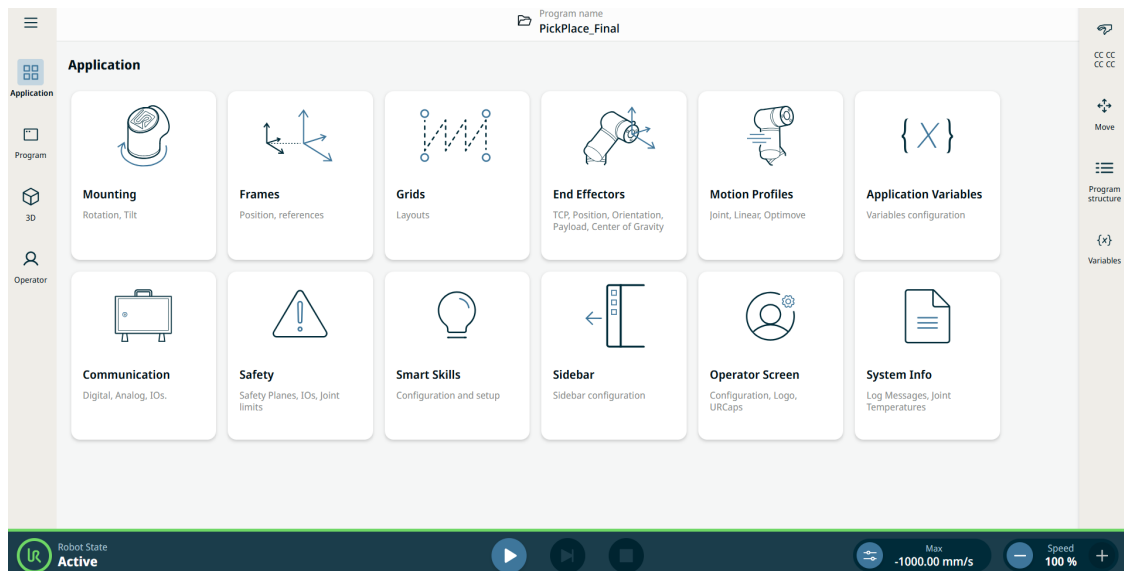 Program name
PickPlace_Final
Application
Application
Program
3D
Operator
Mounting
Rotation, Tilt
Frames
Position, references
Grids
Layouts
End Effectors
TCP, Position, Orientation,
Payload, Center of Gravity
Motion Profiles
Joint, Linear, Optimove
Application Variables
Variables configuration
Communication
Digital, Analog, IOs.
Safety
Safety Planes, IOs, Joint
limits
Smart Skills
Configuration and setup
Sidebar
Sidebar configuration
Operator Screen
Configuration, Logo,
URCaps
System Info
Log Messages, Joint
Temperatures
CC CC
CC CC
Move
Program
structure
{x}
Variables
UR
Robot State
Active
Max
-1000.00 mm/s
Speed
100 %